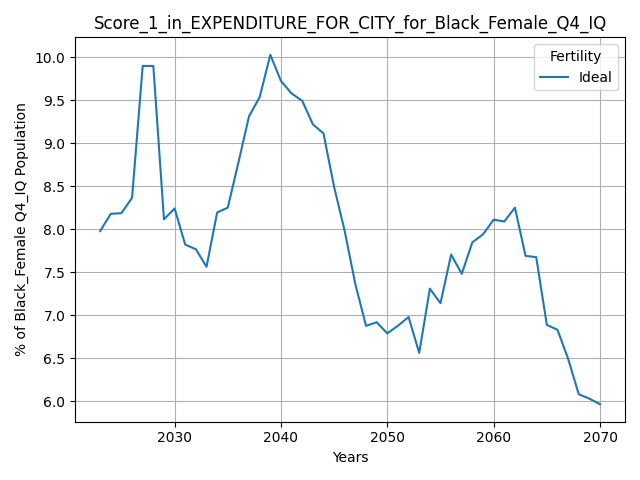 Score_1_in_EXPENDITURE_FOR_CITY_for_Black_Female_Q4_IQ
Fertility
Ideal
% of Black_Female Q4_IQ Population
10.0
9.5
9.0
8.5
8.0
7.5
7.0
6.5
6.0
2030 2040 2050 2060 2070
Years